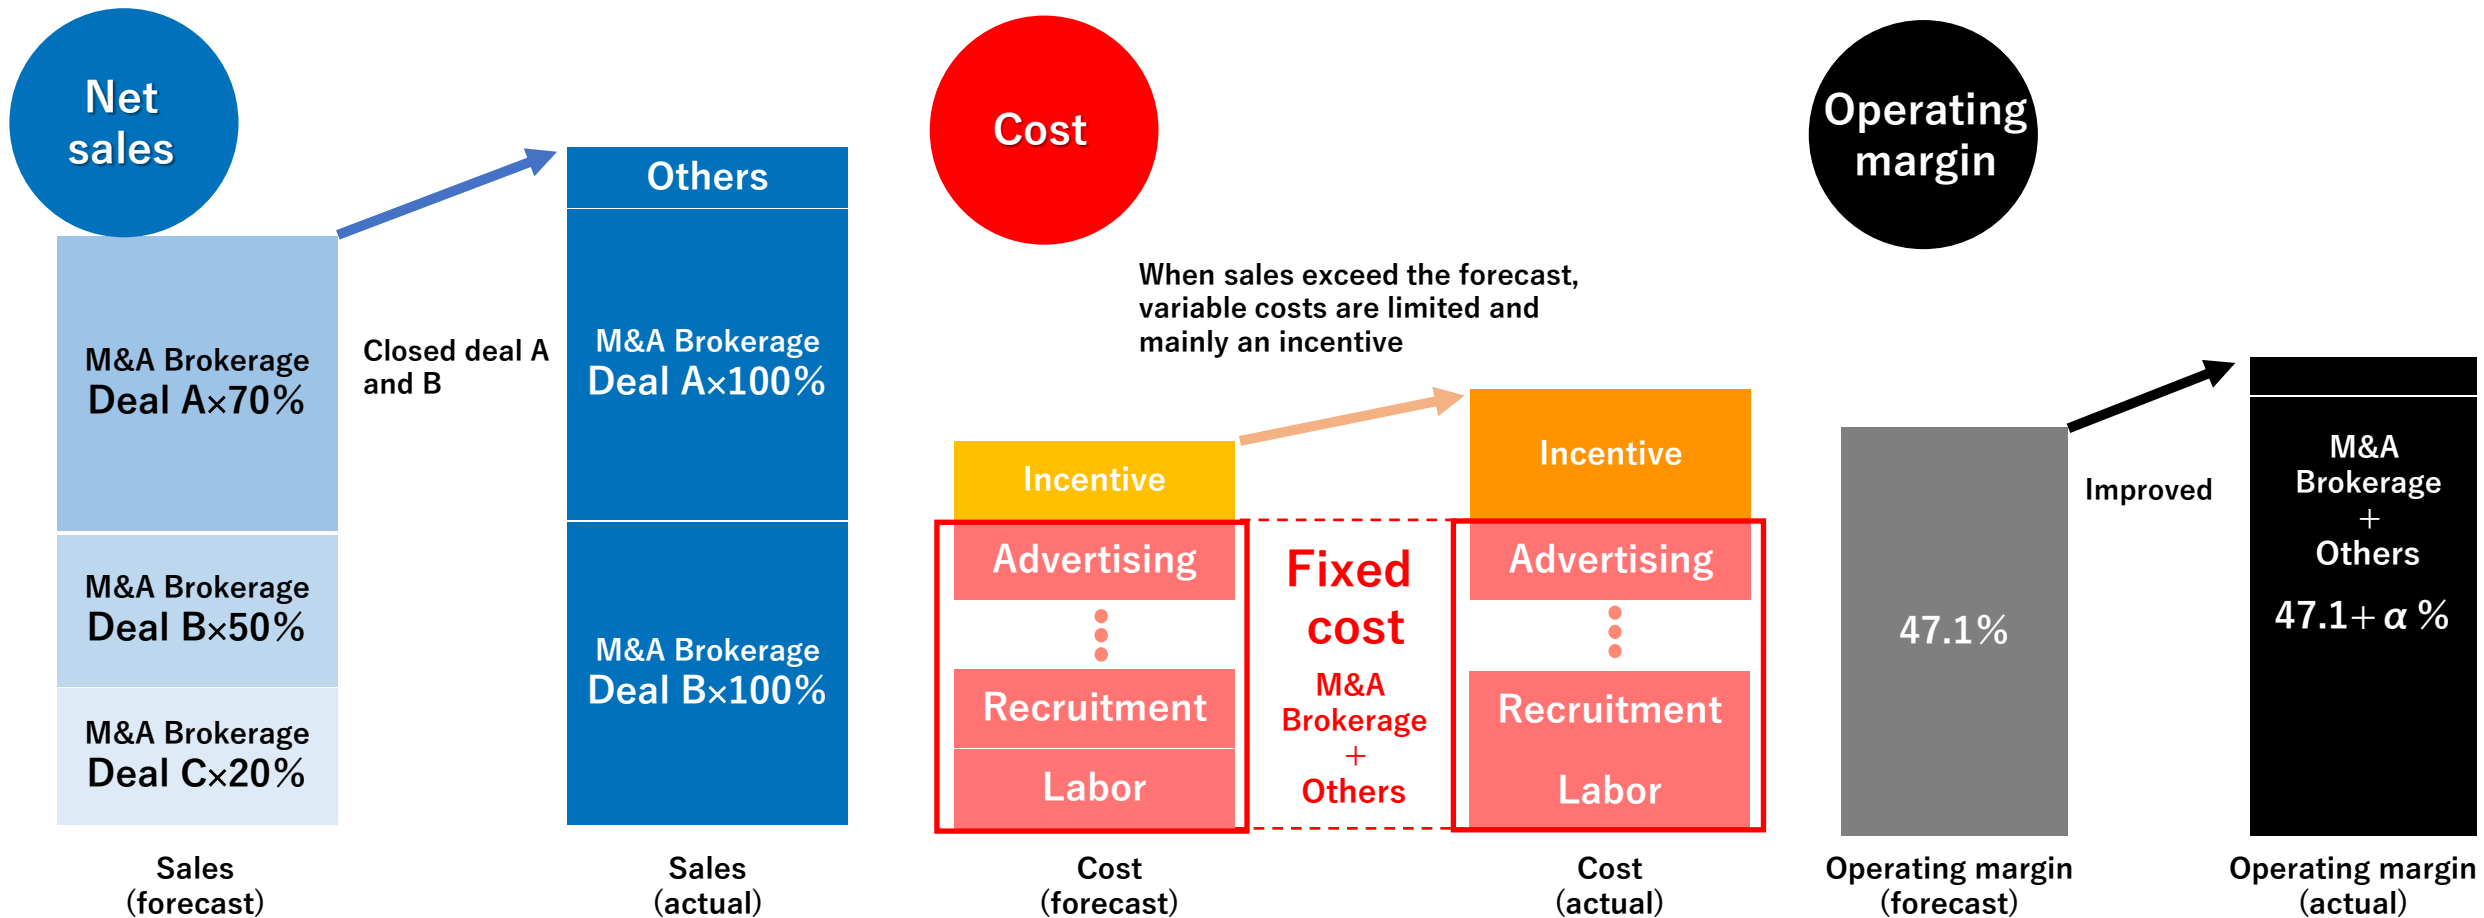 Net
sales
M&A Brokerage
Deal A×70%
M&A Brokerage
Deal B×50%
M&A Brokerage
Deal C×20%
Sales
(forecast)
Closed deal A
and B
Others
M&A Brokerage
Deal A×100%
M&A Brokerage
Deal B×100%
Sales
(actual)
Cost
When sales exceed the forecast,
variable costs are limited and
mainly an incentive
Incentive
Advertising
Recruitment
Labor
Cost
(forecast)
Fixed
cost
M&A
Brokerage
+
Others
Incentive
Advertising
Recruitment
Labor
Cost
(actual)
Operating
margin
47.1%
Operating margin
(forecast)
Improved
M&A
Brokerage
+
Others
47.1+ α %
Operating margin
(actual)